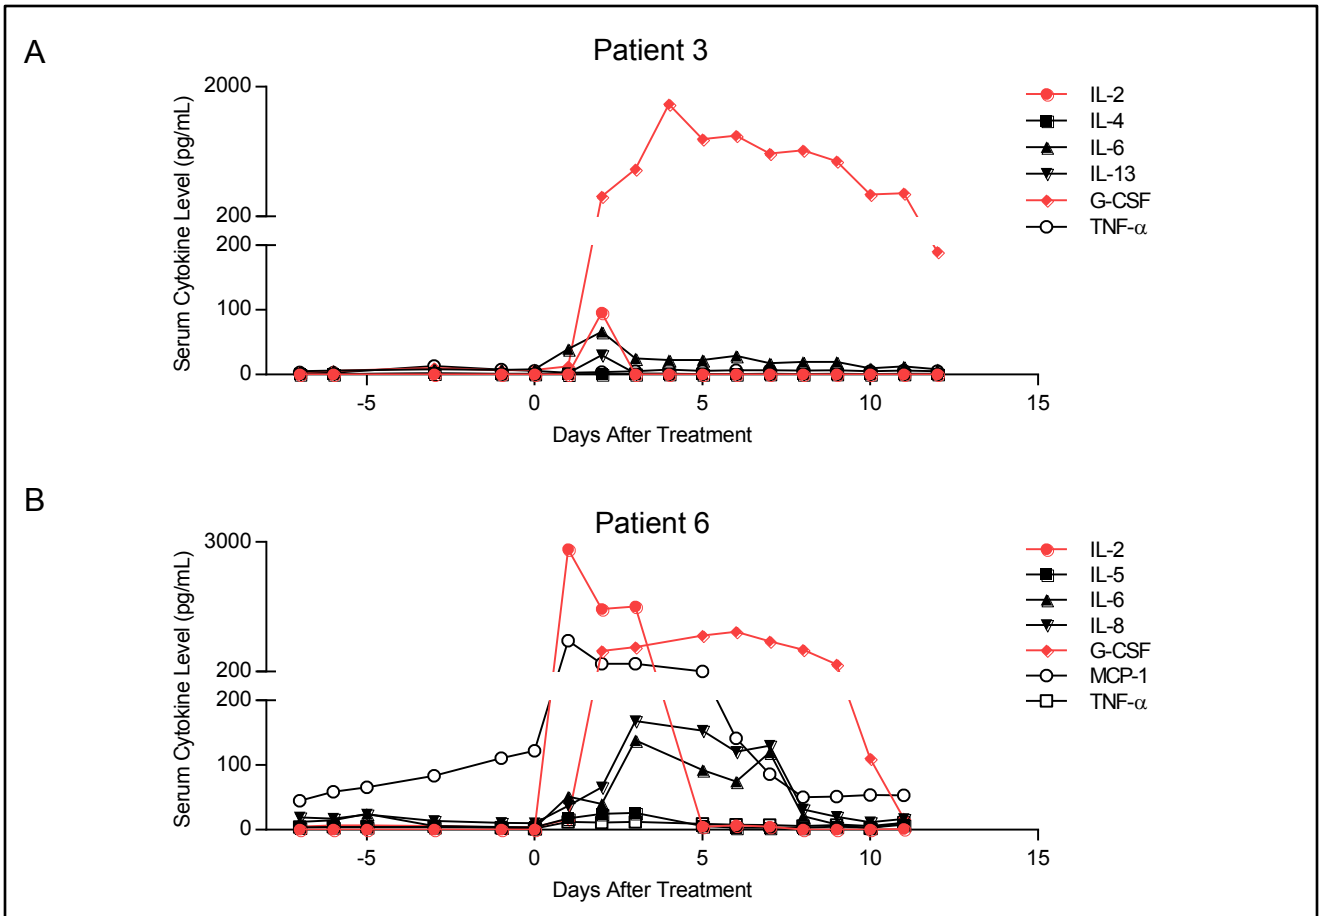 A
Patient 3
Serum Cytokine Level (pg/mL)
2000
200
200
100
0
-5
0
5
10
15
Days After Treatment
IL-2
IL-4
IL-6
IL-13
G-CSF
TNF-α
B
Patient 6
Serum Cytokine Level (pg/mL)
3000
200
200
100
0
-5
0
5
10
15
Days After Treatment
IL-2
IL-5
IL-6
IL-8
G-CSF
MCP-1
TNF-α